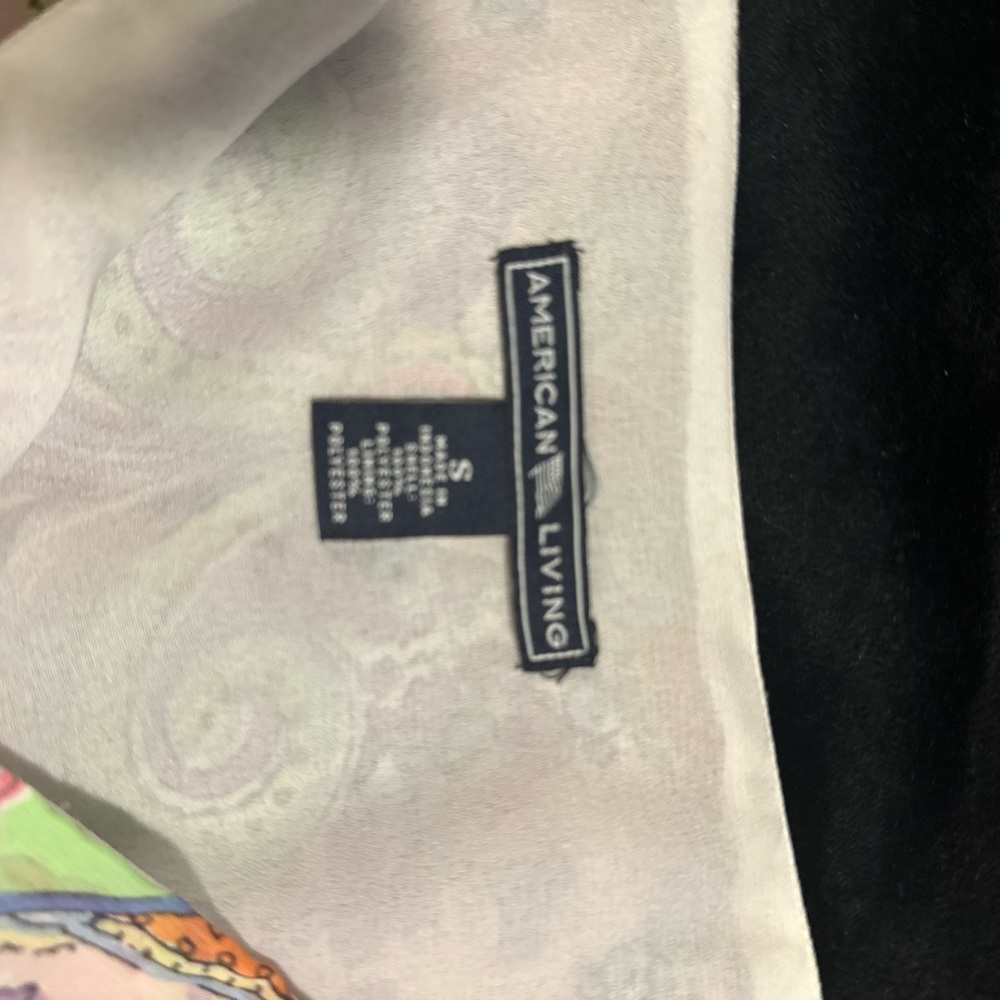 AMERICAN LIVING
S
MADE IN
INDONESIA
SHELL:
100%
POLYESTER
LINING:
100%
POLYESTER